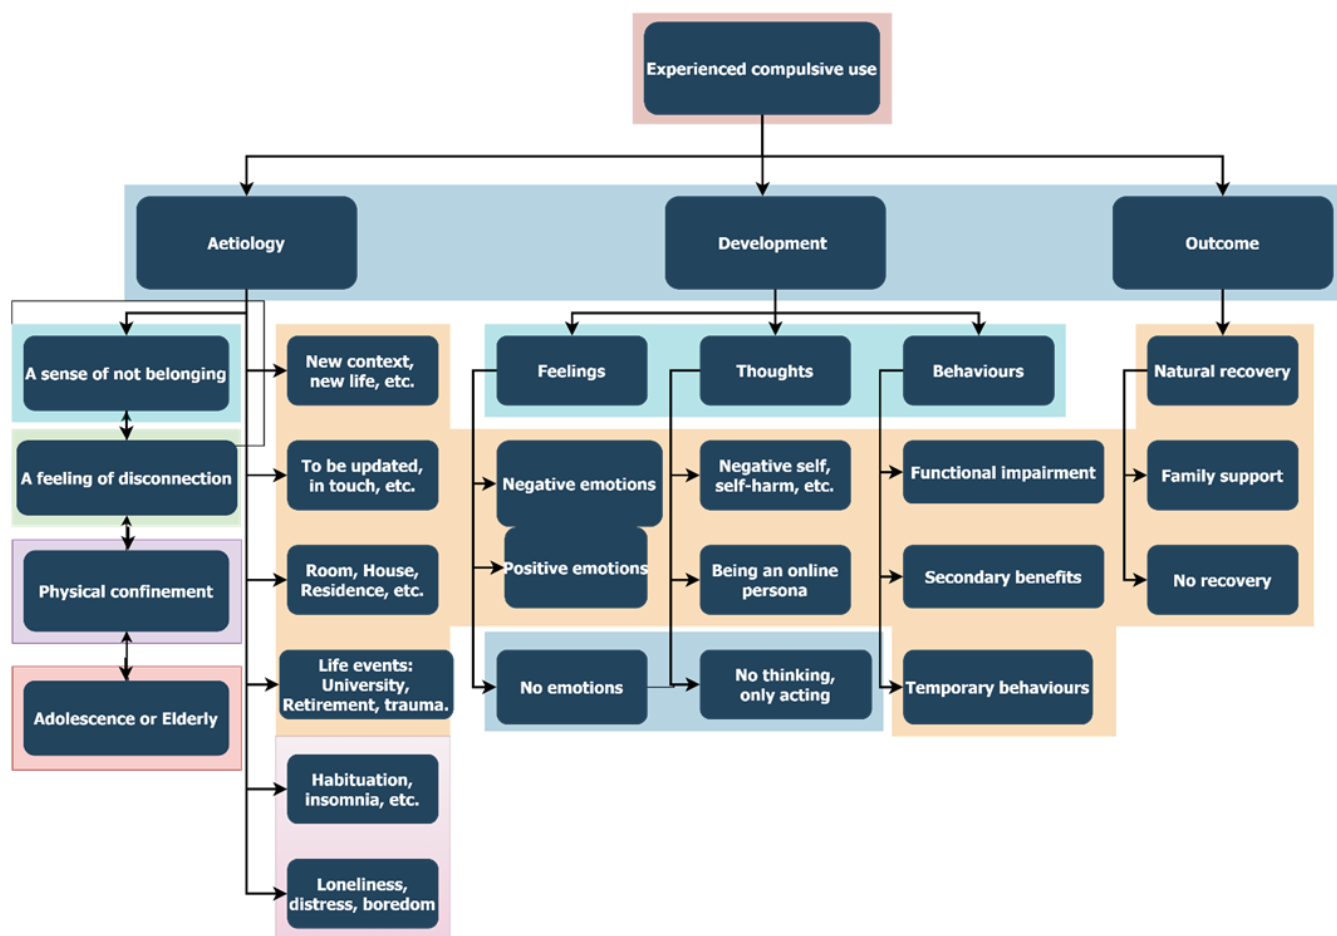 Experienced compulsive use
Aetiology
Development
Outcome
A sense of not belonging
New context,
new life, etc.
Feelings
Thoughts
Behaviours
Natural recovery
A feeling of disconnection
To be updated,
in touch, etc.
Negative emotions
Negative self,
self-harm, etc.
Functional impairment
Family support
Physical confinement
Room, House,
Residence, etc.
Positive emotions
Being an online
persona
Secondary benefits
No recovery
Adolescence or Elderly
Life events:
University,
Retirement, trauma.
No emotions
No thinking,
only acting
Temporary behaviours
Habituation,
insomnia, etc.
Loneliness,
distress, boredom